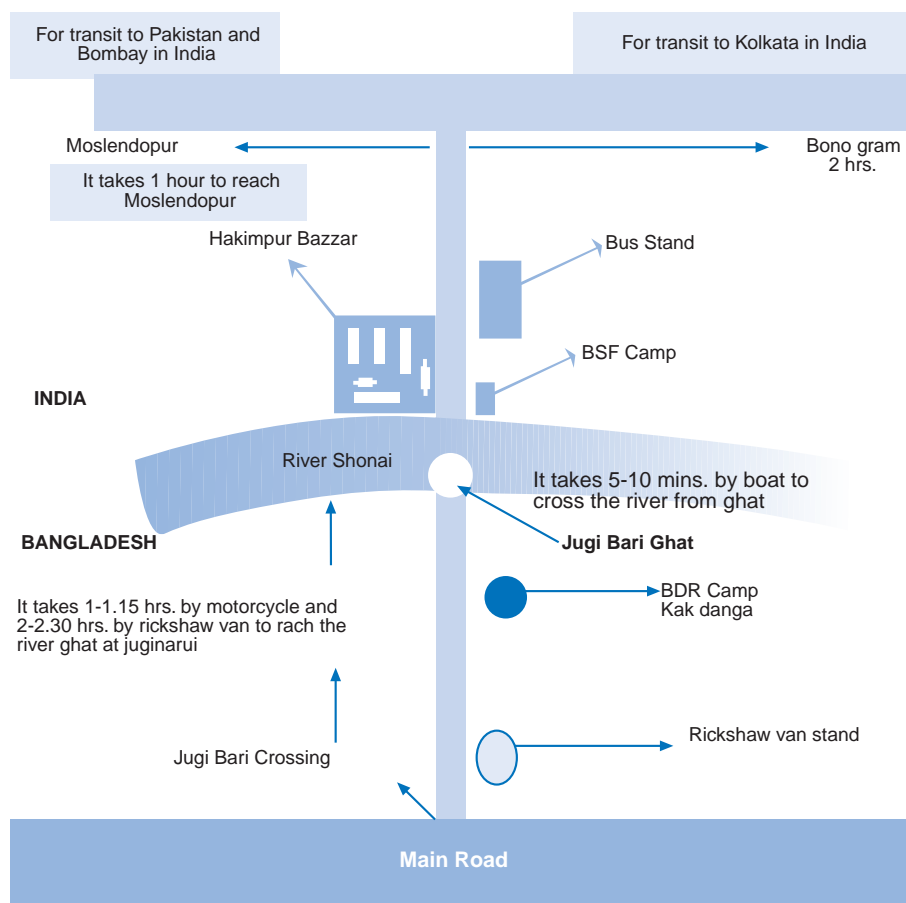 For transit to Pakistan and
Bombay in India
For transit to Kolkata in India
Moslendopur
Bono gram
2 hrs.
It takes 1 hour to reach
Moslendopur
Hakimpur Bazzar
Bus Stand
BSF Camp
INDIA
River Shonai
It takes 5-10 mins. by boat to
cross the river from ghat
BANGLADESH
Jugi Bari Ghat
BDR Camp
Kak danga
It takes 1-1.15 hrs. by motorcycle and
2-2.30 hrs. by rickshaw van to rach the
river ghat at juginarui
Rickshaw van stand
Jugi Bari Crossing
Main Road